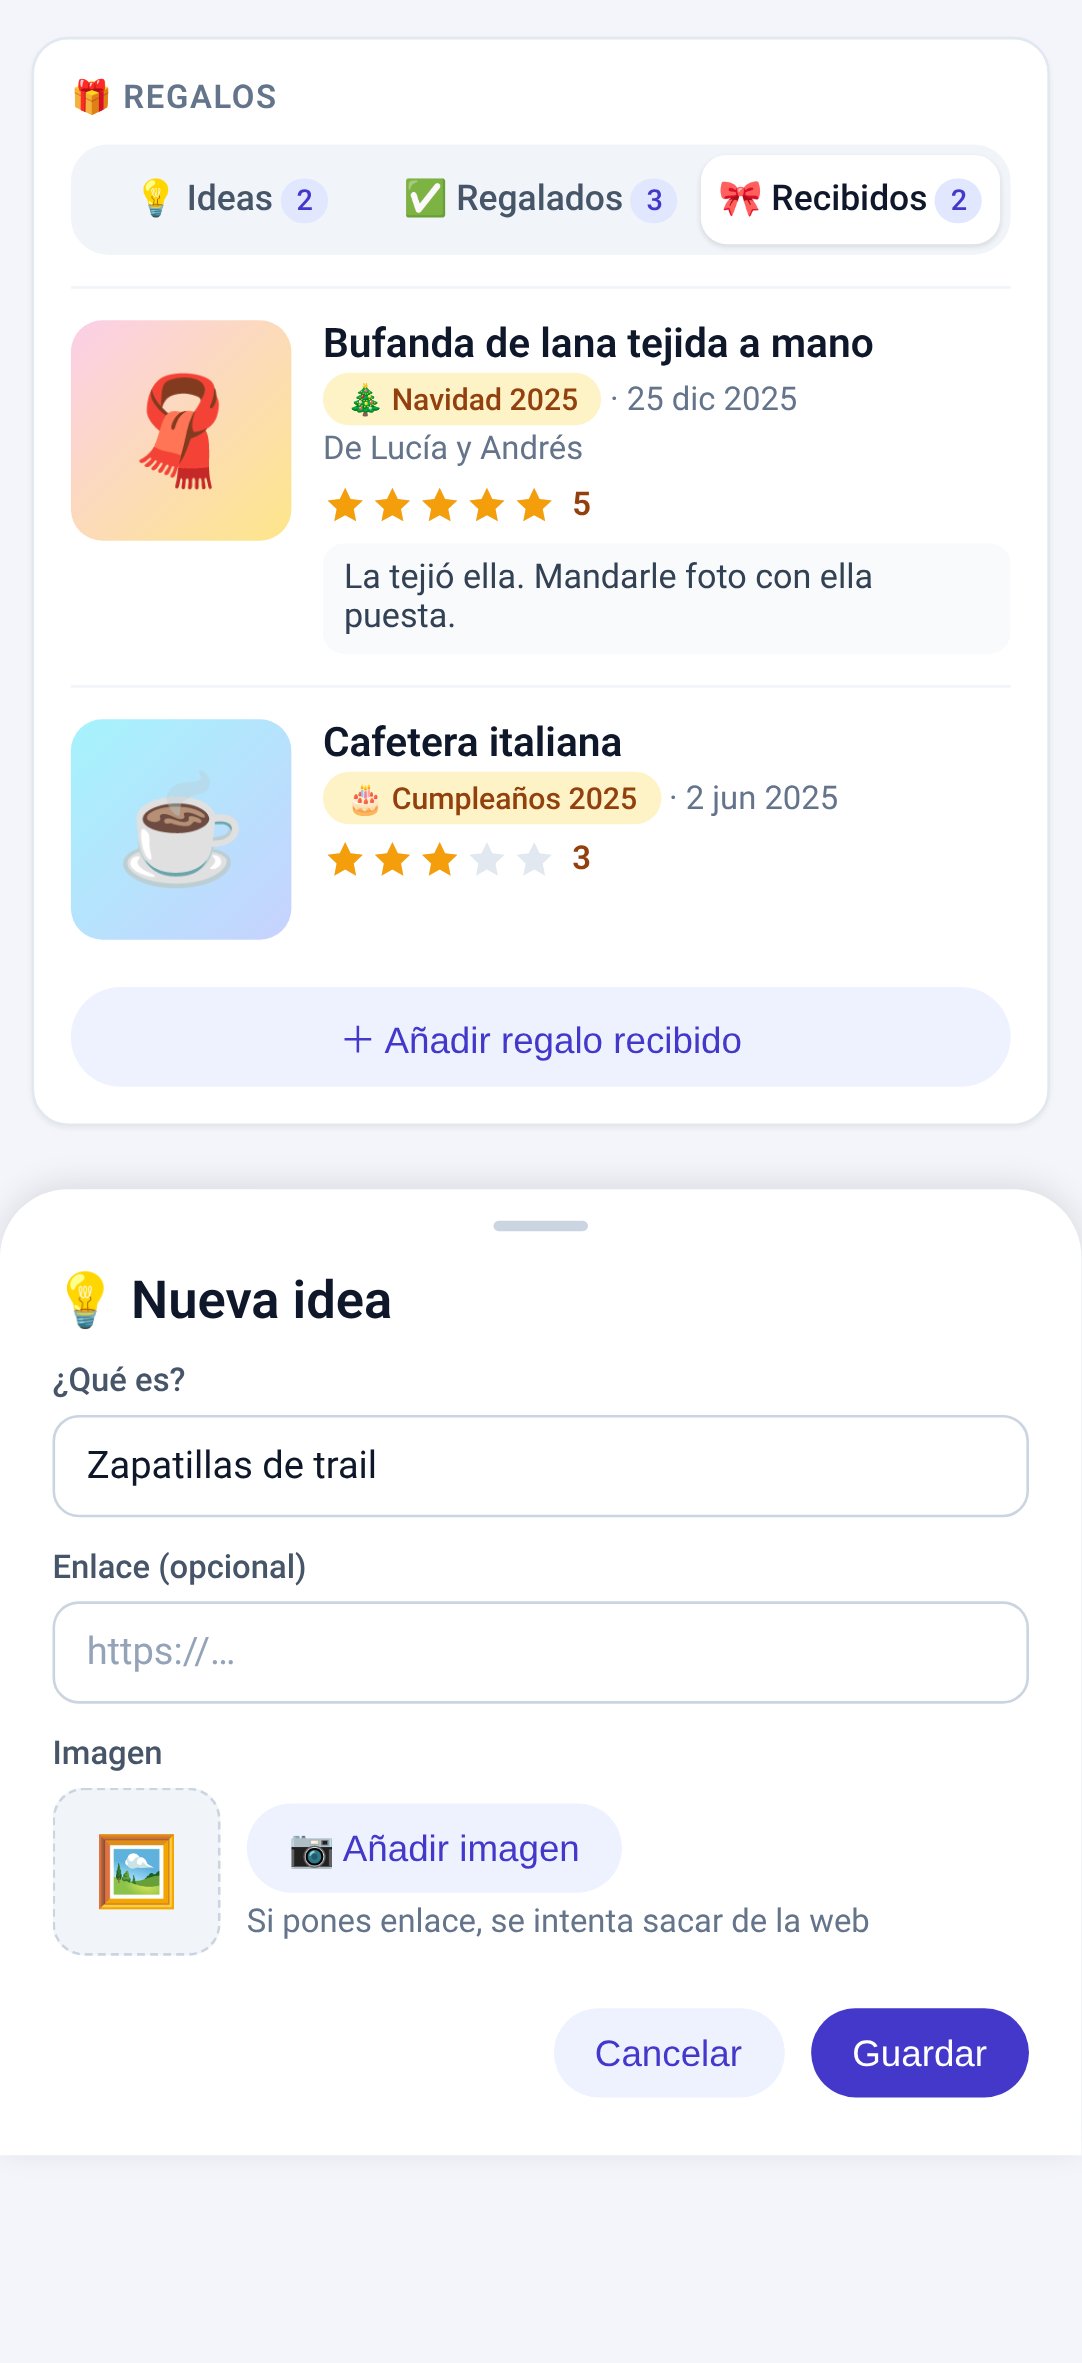 🎁 REGALOS
💡 Ideas 2 ✅ Regalados 3 🎀 Recibidos 2
Bufanda de lana tejida a mano
🎄 Navidad 2025 · 25 dic 2025
De Lucía y Andrés
★★★★★ 5
La tejió ella. Mandarle foto con ella
puesta.
Cafetera italiana
🎂 Cumpleaños 2025 · 2 jun 2025
★★★★★ 3
+ Añadir regalo recibido
💡 Nueva idea
¿Qué es?
Zapatillas de trail
Enlace (opcional)
https://…
Imagen
📷 Añadir imagen
Si pones enlace, se intenta sacar de la web
Cancelar Guardar